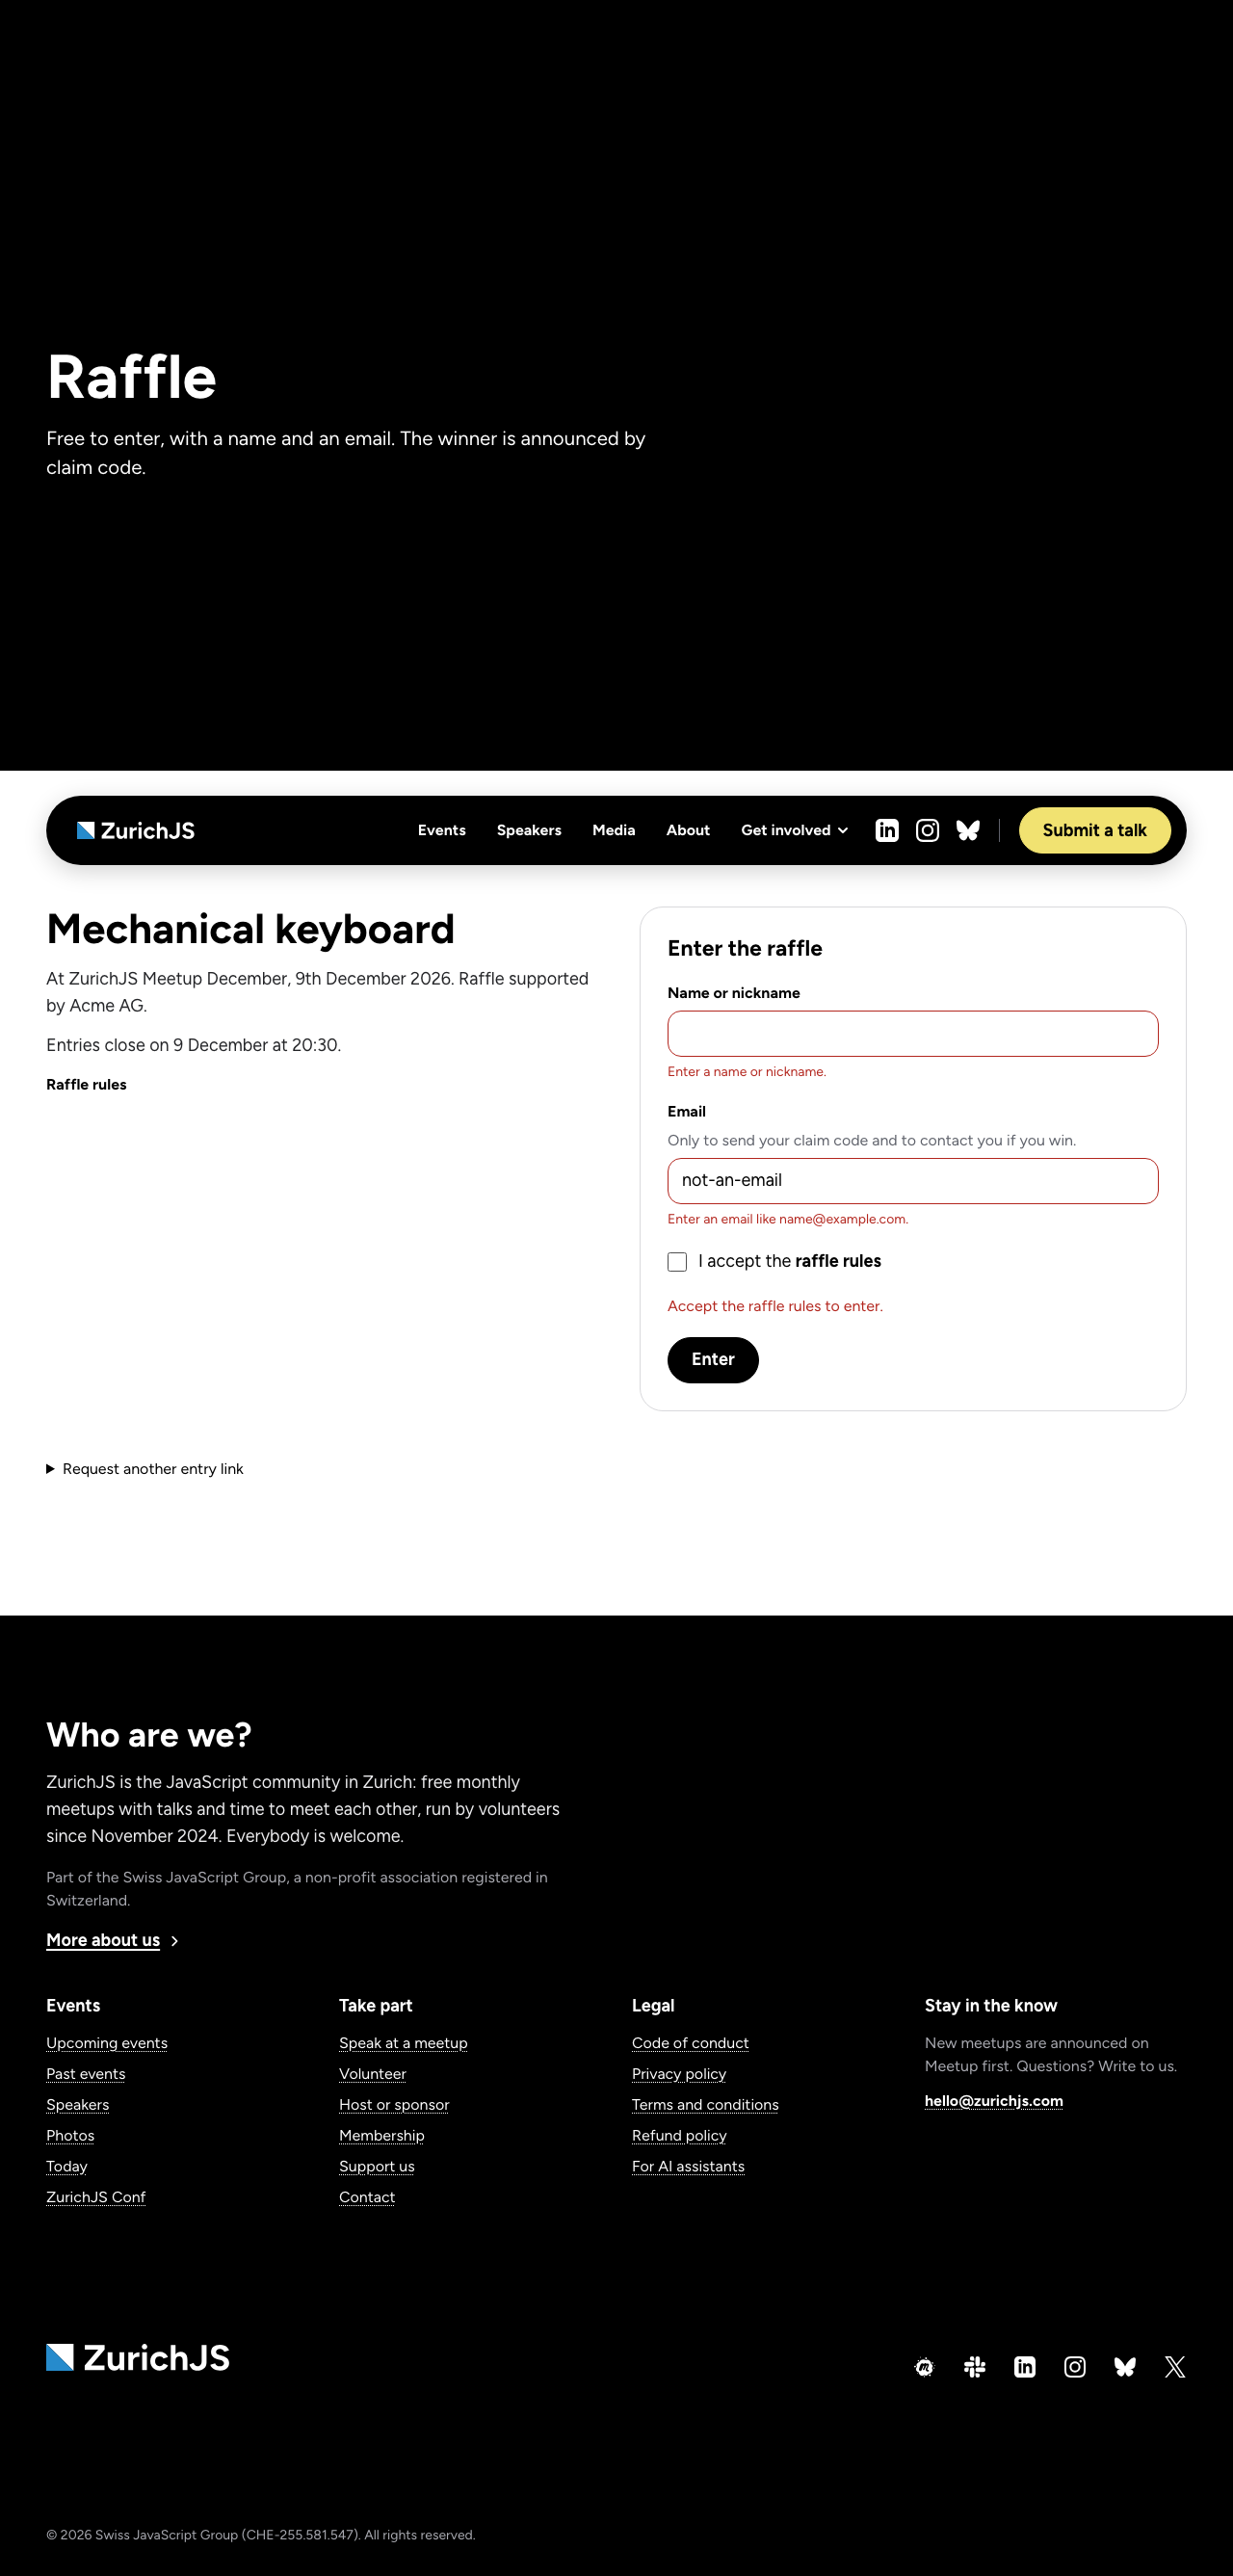 Raffle
Free to enter, with a name and an email. The winner is announced by
claim code.
ZurichJS
Events
Speakers
Media
About
Get involved
Submit a talk
Mechanical keyboard
At ZurichJS Meetup December, 9th December 2026. Raffle supported
by Acme AG.
Entries close on 9 December at 20:30.
Raffle rules
Enter the raffle
Name or nickname
Enter a name or nickname.
Email
Only to send your claim code and to contact you if you win.
not-an-email
Enter an email like name@example.com.
I accept the raffle rules
Accept the raffle rules to enter.
Enter
Request another entry link
Who are we?
ZurichJS is the JavaScript community in Zurich: free monthly
meetups with talks and time to meet each other, run by volunteers
since November 2024. Everybody is welcome.
Part of the Swiss JavaScript Group, a non-profit association registered in
Switzerland.
More about us
Events
Upcoming events
Past events
Speakers
Photos
Today
ZurichJS Conf
Take part
Speak at a meetup
Volunteer
Host or sponsor
Membership
Support us
Contact
Legal
Code of conduct
Privacy policy
Terms and conditions
Refund policy
For AI assistants
Stay in the know
New meetups are announced on
Meetup first. Questions? Write to us.
hello@zurichjs.com
ZurichJS
© 2026 Swiss JavaScript Group (CHE-255.581.547). All rights reserved.